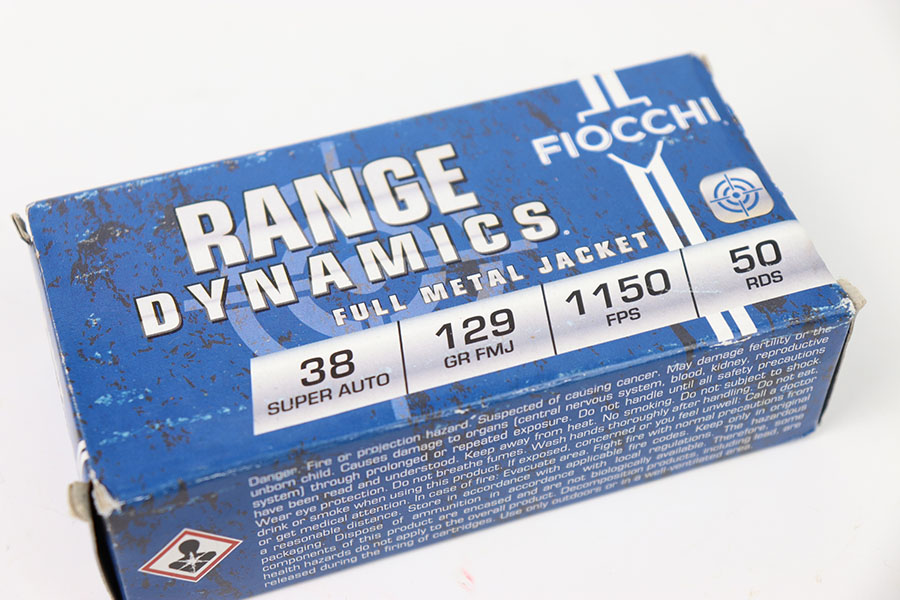 FIOCCHI
RANGE
DYNAMICS
FULL METAL JACKET
38
SUPER AUTO
129
GR FMJ
1150
FPS
50
RDS
Danger. Fire or projection hazard. Suspected of causing cancer. May damage fertility or the
unborn child. Causes damage to organs (central nervous system, blood, kidney, reproductive
system) through prolonged or repeated exposure. Do not handle until all safety precautions
have been read and understood. Keep away from heat. No smoking. Do not subject to shock.
Wear eye protection. Do not breathe fumes. Wash hands thoroughly after handling. Do not eat,
drink or smoke when using this product. If exposed, concerned or you feel unwell. Call a doctor
or get medical attention. In case of fire: Evacuate area. Fight fire with normal precautions from
a reasonable distance. Store in accordance with applicable fire codes. Keep only in original
packaging. Dispose of ammunition in accordance with local regulations. The hazardous
components of this product are encased and are not biologically available. Therefore, some
health hazards do not apply to the overall product. Decomposition products, including lead, are
released during the firing of cartridges. Use only outdoors or in a well-ventilated area.